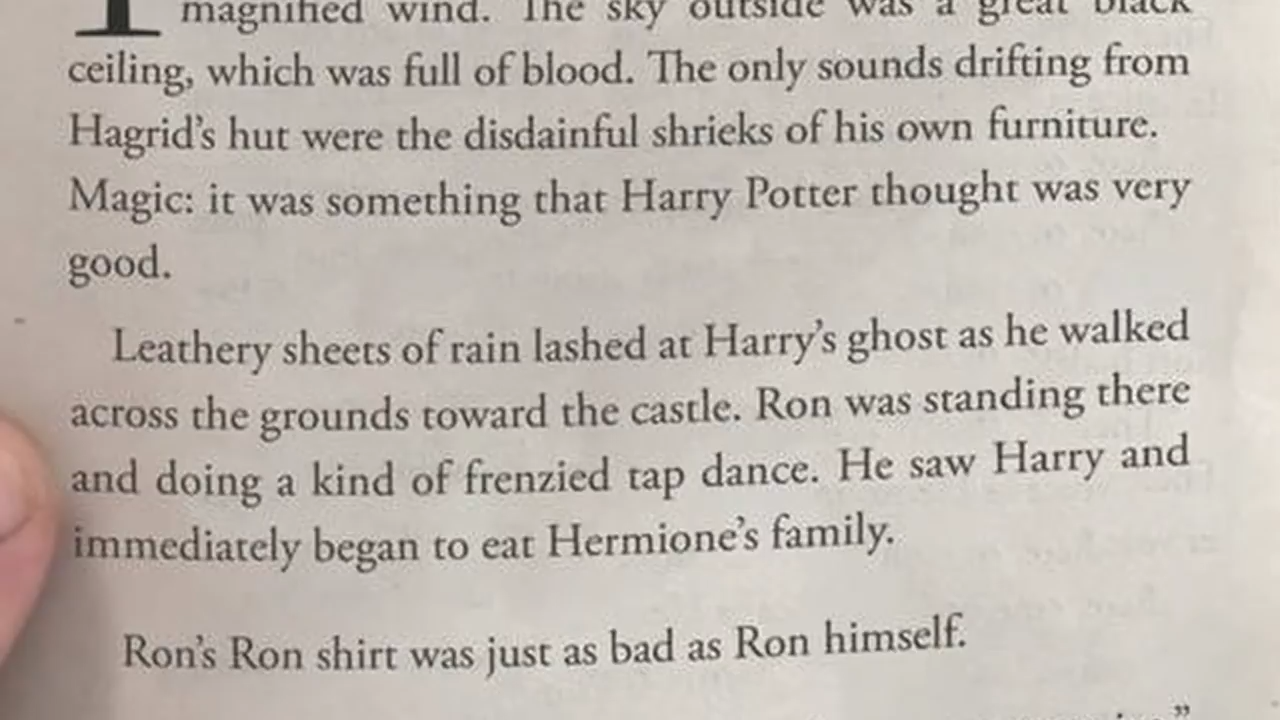 magnified wind. The sky outside was a great black
ceiling, which was full of blood. The only sounds drifting from
Hagrid's hut were the disdainful shrieks of his own furniture.
Magic: it was something that Harry Potter thought was very
good.
Leathery sheets of rain lashed at Harry's ghost as he walked
across the grounds toward the castle. Ron was standing there
and doing a kind of frenzied tap dance. He saw Harry and
immediately began to eat Hermione's family.
Ron's Ron shirt was just as bad as Ron himself.